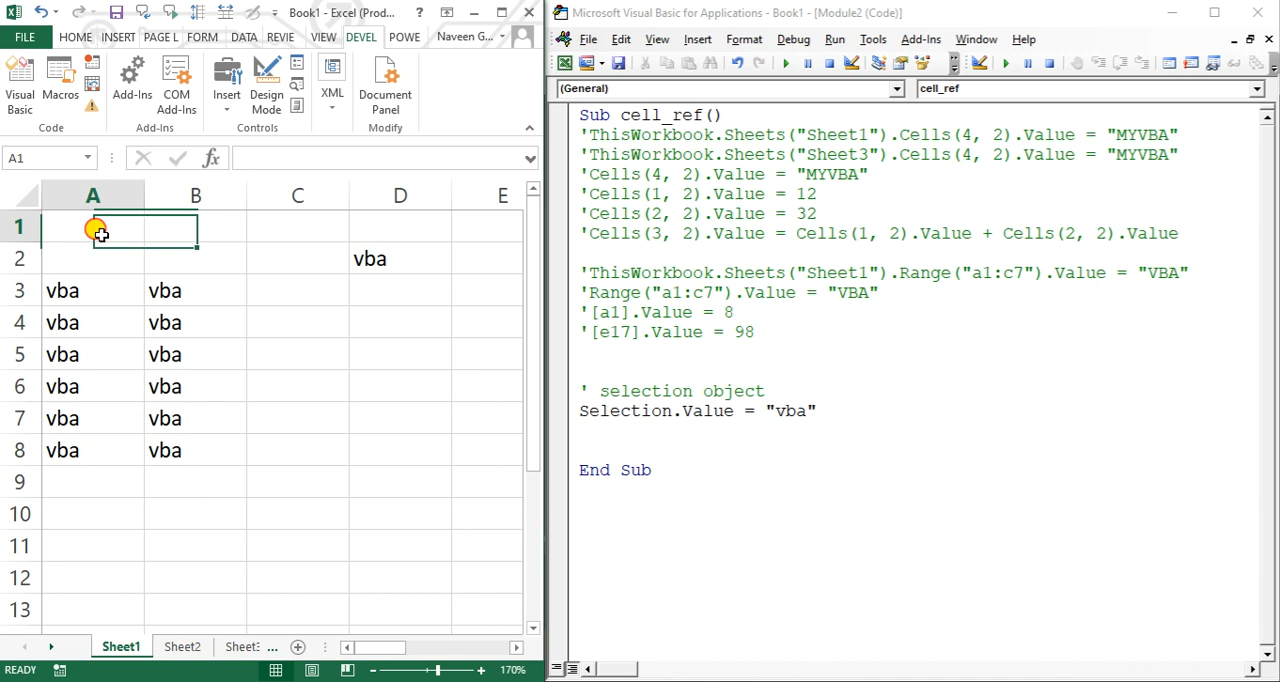 Book1 - Excel (Prod...
FILE HOME INSERT PAGE L FORM DATA REVIE VIEW DEVEL POWE Naveen G...
Visual Basic
Macros
Add-Ins
COM Add-Ins
Insert
Design Mode
XML
Document Panel
Code
Add-Ins
Controls
Modify
A1
fx
A B C D E
1
2 vba
3 vba vba
4 vba vba
5 vba vba
6 vba vba
7 vba vba
8 vba vba
9
10
11
12
13
Sheet1 Sheet2 Sheet: ...
READY 170%
Microsoft Visual Basic for Applications - Book1 - [Module2 (Code)]
File Edit View Insert Format Debug Run Tools Add-Ins Window Help
(General) cell_ref
Sub cell_ref()
'ThisWorkbook.Sheets("Sheet1").Cells(4, 2).Value = "MYVBA"
'ThisWorkbook.Sheets("Sheet3").Cells(4, 2).Value = "MYVBA"
'Cells(4, 2).Value = "MYVBA"
'Cells(1, 2).Value = 12
'Cells(2, 2).Value = 32
'Cells(3, 2).Value = Cells(1, 2).Value + Cells(2, 2).Value
'ThisWorkbook.Sheets("Sheet1").Range("a1:c7").Value = "VBA"
'Range("a1:c7").Value = "VBA"
'[a1].Value = 8
'[e17].Value = 98
' selection object
Selection.Value = "vba"
End Sub